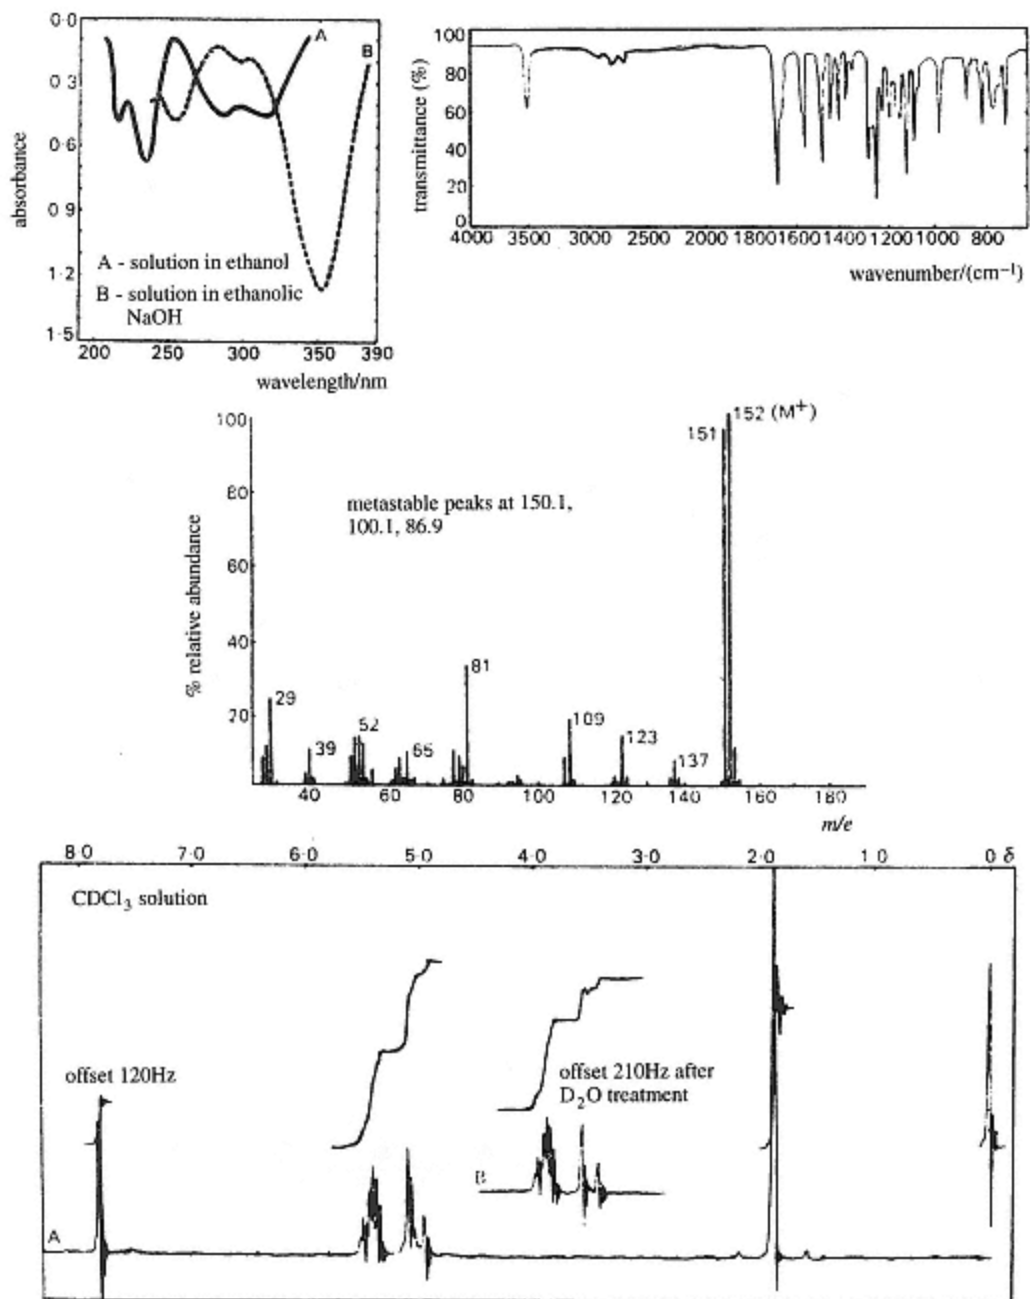 0·0
0·3
0·6
0 9
1·2
1·5
absorbance
A
B
A - solution in ethanol
B - solution in ethanolic
NaOH
200 250 300 350 390
wavelength/nm
100
80
60
40
20
0
transmittance (%)
4000 3500 3000 2500 2000 1800 1600 1400 1200 1000 800
wavenumber/(cm⁻¹)
100
80
60
40
20
% relative abundance
152 (M⁺)
151
metastable peaks at 150.1,
100.1, 86.9
81
29
39
52
65
109
123
137
40 60 80 100 120 140 160 180
m/e
8·0 7·0 6·0 5·0 4·0 3·0 2·0 1·0 0 δ
CDCl₃ solution
offset 120Hz
offset 210Hz after
D₂O treatment
B
A